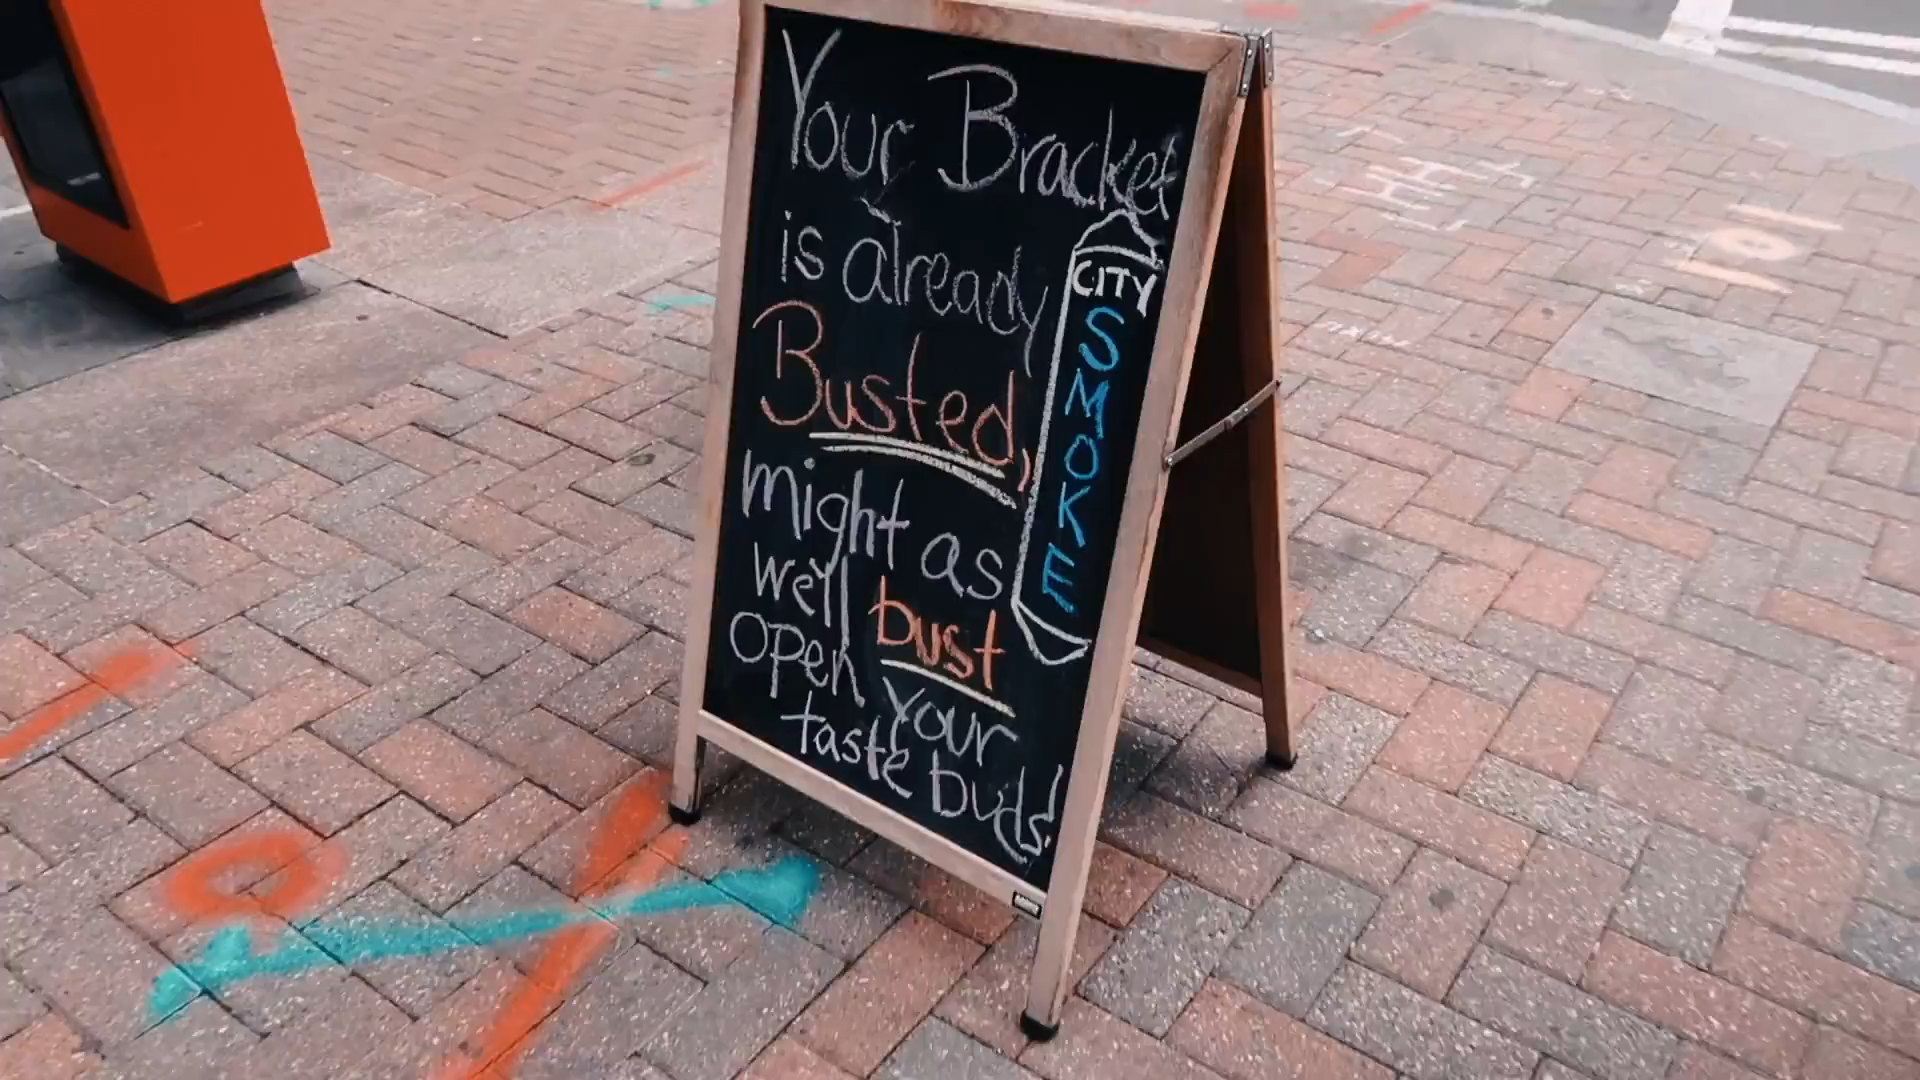 Your Bracket
is already
Busted,
might as
well bust
open your
taste buds!
CITY
SMOKE